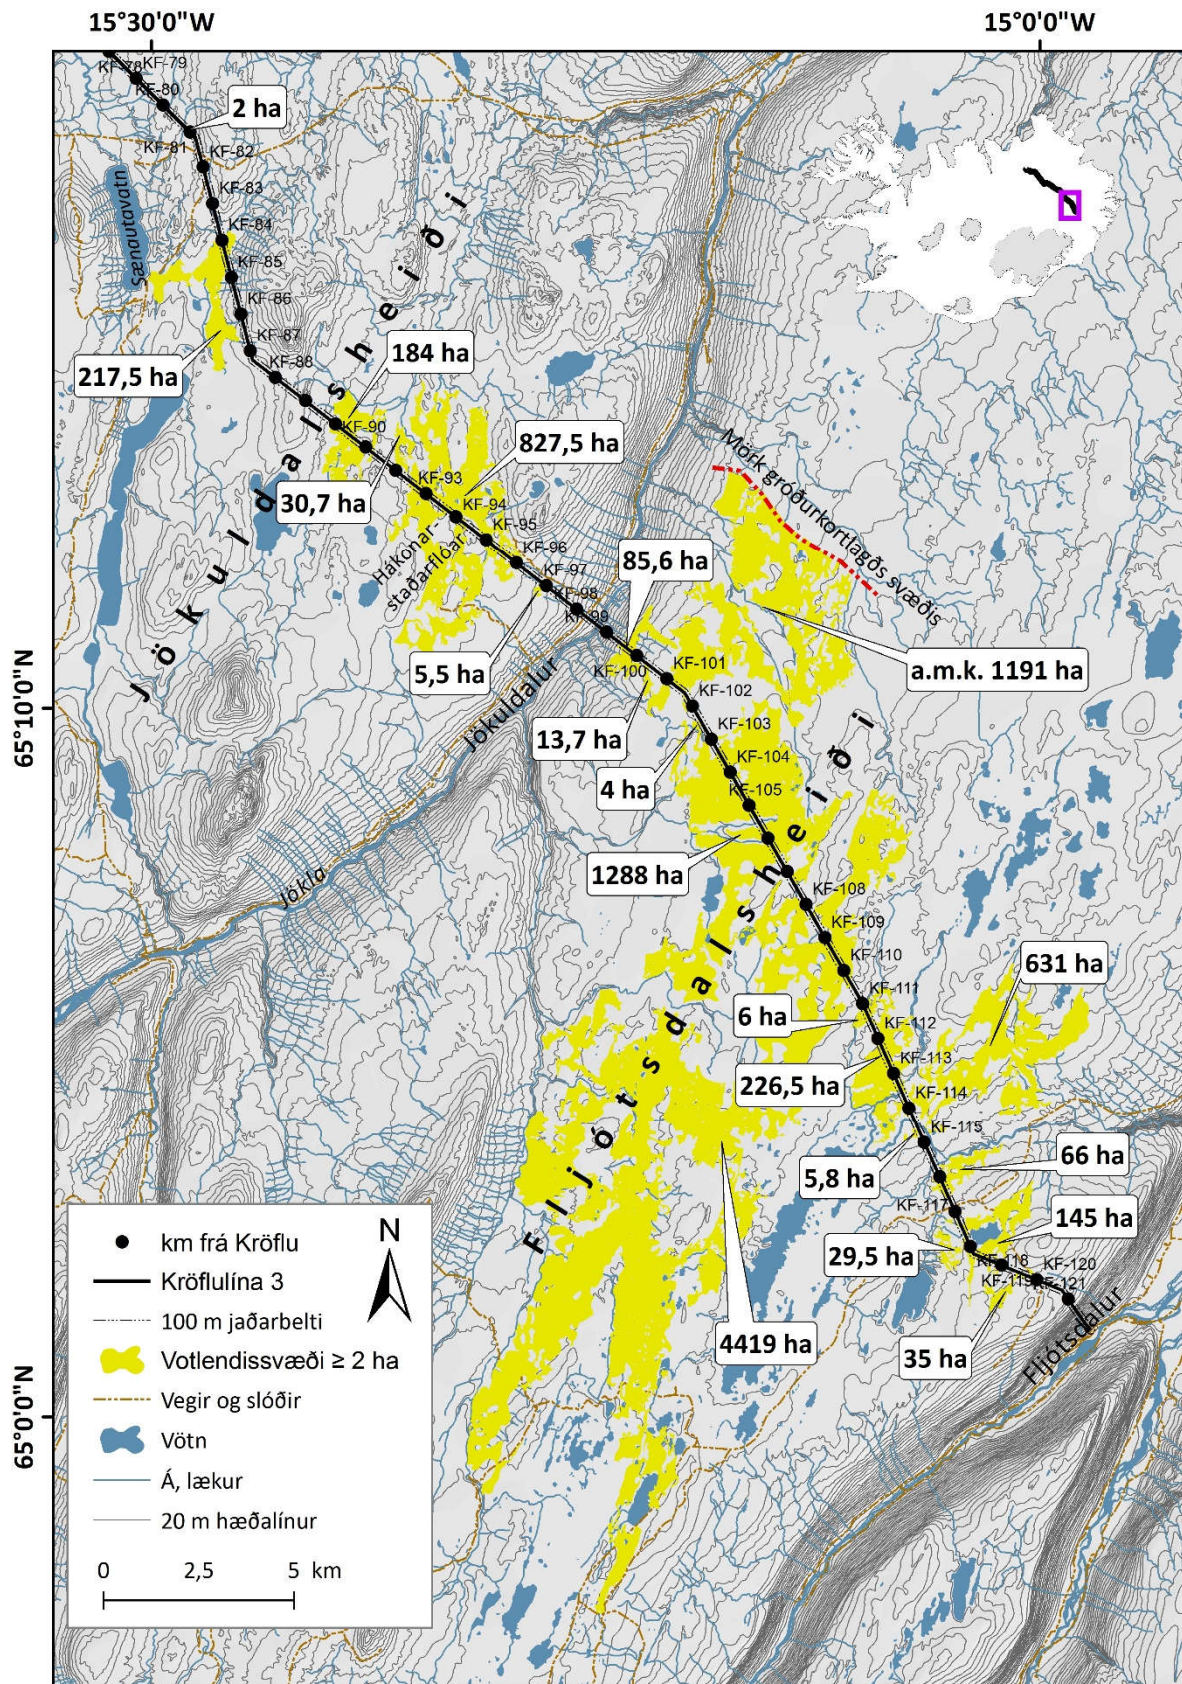 15°30'0"W
15°0'0"W
KF-78
KF-79
KF-80
2 ha
KF-81
KF-82
KF-83
KF-84
Sænautavatn
KF-85
KF-86
KF-87
KF-88
217,5 ha
184 ha
KF-90
827,5 ha
30,7 ha
KF-93
KF-94
KF-95
KF-96
Hákonar-
staðarflóar
KF-97
KF-98
KF-99
Jökuldalsheiði
Mörk gróðurkortlagðs svæðis
85,6 ha
5,5 ha
KF-100
KF-101
a.m.k. 1191 ha
65°10'0"N
Jökuldalur
KF-102
13,7 ha
KF-103
4 ha
KF-104
KF-105
1288 ha
Jökla
KF-108
KF-109
KF-110
631 ha
KF-111
6 ha
KF-112
KF-113
226,5 ha
KF-114
KF-115
66 ha
5,8 ha
Fljótsdalsheiði
KF-117
145 ha
29,5 ha
KF-118
KF-120
KF-119
KF-121
4419 ha
35 ha
Fljótsdalur
65°0'0"N
N
km frá Kröflu
Kröflulína 3
100 m jaðarbelti
Votlendissvæði ≥ 2 ha
Vegir og slóðir
Vötn
Á, lækur
20 m hæðalínur
0 2,5 5 km